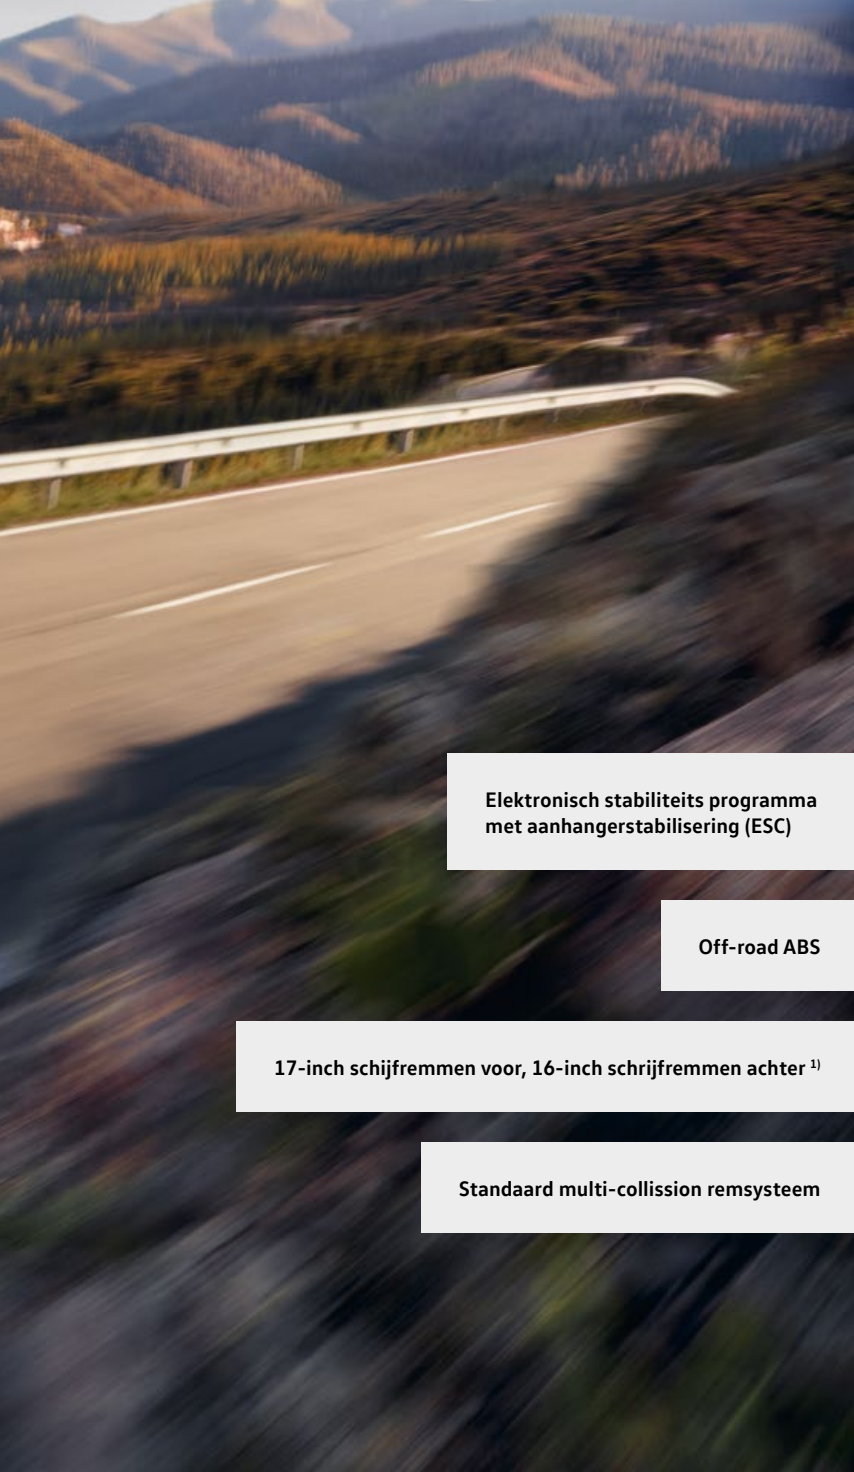 Elektronisch stabiliteits programma
met aanhangerstabilisering (ESC)
Off-road ABS
17-inch schijfremmen voor, 16-inch schrijfremmen achter 1)
Standaard multi-collission remsysteem